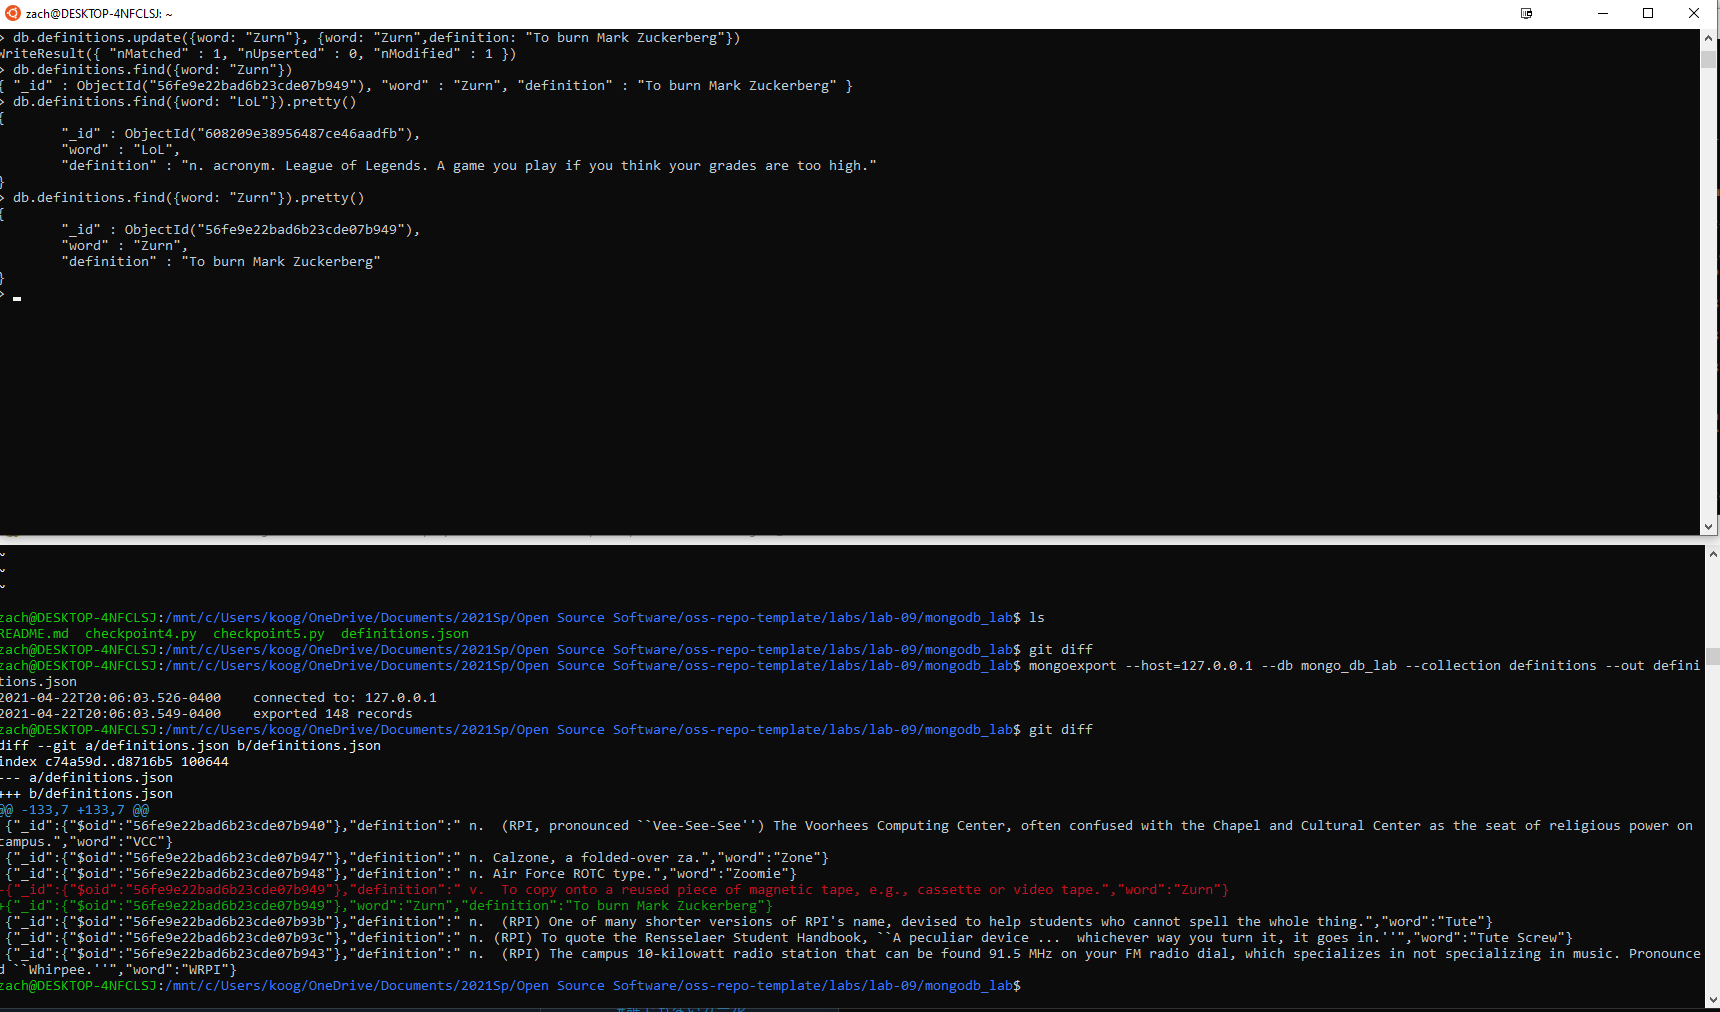 zach@DESKTOP-4NFCLSJ: ~
> db.definitions.update({word: "Zurn"}, {word: "Zurn",definition: "To burn Mark Zuckerberg"})
WriteResult({ "nMatched" : 1, "nUpserted" : 0, "nModified" : 1 })
> db.definitions.find({word: "Zurn"})
{ "_id" : ObjectId("56fe9e22bad6b23cde07b949"), "word" : "Zurn", "definition" : "To burn Mark Zuckerberg" }
> db.definitions.find({word: "LoL"}).pretty()
{
"_id" : ObjectId("608209e38956487ce46aadfb"),
"word" : "LoL",
"definition" : "n. acronym. League of Legends. A game you play if you think your grades are too high."
}
> db.definitions.find({word: "Zurn"}).pretty()
{
"_id" : ObjectId("56fe9e22bad6b23cde07b949"),
"word" : "Zurn",
"definition" : "To burn Mark Zuckerberg"
}
>
~
~
~
zach@DESKTOP-4NFCLSJ:/mnt/c/Users/koog/OneDrive/Documents/2021Sp/Open Source Software/oss-repo-template/labs/lab-09/mongodb_lab$ ls
README.md checkpoint4.py checkpoint5.py definitions.json
zach@DESKTOP-4NFCLSJ:/mnt/c/Users/koog/OneDrive/Documents/2021Sp/Open Source Software/oss-repo-template/labs/lab-09/mongodb_lab$ git diff
zach@DESKTOP-4NFCLSJ:/mnt/c/Users/koog/OneDrive/Documents/2021Sp/Open Source Software/oss-repo-template/labs/lab-09/mongodb_lab$ mongoexport --host=127.0.0.1 --db mongo_db_lab --collection definitions --out defini
tions.json
2021-04-22T20:06:03.526-0400 connected to: 127.0.0.1
2021-04-22T20:06:03.549-0400 exported 148 records
zach@DESKTOP-4NFCLSJ:/mnt/c/Users/koog/OneDrive/Documents/2021Sp/Open Source Software/oss-repo-template/labs/lab-09/mongodb_lab$ git diff
diff --git a/definitions.json b/definitions.json
index c74a59d..d8716b5 100644
--- a/definitions.json
+++ b/definitions.json
@@ -133,7 +133,7 @@
{"_id":{"$oid":"56fe9e22bad6b23cde07b940"},"definition":" n.  (RPI, pronounced ``Vee-See-See'') The Voorhees Computing Center, often confused with the Chapel and Cultural Center as the seat of religious power on
campus.","word":"VCC"}
{"_id":{"$oid":"56fe9e22bad6b23cde07b947"},"definition":" n. Calzone, a folded-over za.","word":"Zone"}
{"_id":{"$oid":"56fe9e22bad6b23cde07b948"},"definition":" n. Air Force ROTC type.","word":"Zoomie"}
-{"_id":{"$oid":"56fe9e22bad6b23cde07b949"},"definition":" v.  To copy onto a reused piece of magnetic tape, e.g., cassette or video tape.","word":"Zurn"}
+{"_id":{"$oid":"56fe9e22bad6b23cde07b949"},"word":"Zurn","definition":"To burn Mark Zuckerberg"}
{"_id":{"$oid":"56fe9e22bad6b23cde07b93b"},"definition":" n.  (RPI) One of many shorter versions of RPI's name, devised to help students who cannot spell the whole thing.","word":"Tute"}
{"_id":{"$oid":"56fe9e22bad6b23cde07b93c"},"definition":" n. (RPI) To quote the Rensselaer Student Handbook, ``A peculiar device ...  whichever way you turn it, it goes in.''","word":"Tute Screw"}
{"_id":{"$oid":"56fe9e22bad6b23cde07b943"},"definition":" n.  (RPI) The campus 10-kilowatt radio station that can be found 91.5 MHz on your FM radio dial, which specializes in not specializing in music. Pronounce
d ``Whirpee.''","word":"WRPI"}
zach@DESKTOP-4NFCLSJ:/mnt/c/Users/koog/OneDrive/Documents/2021Sp/Open Source Software/oss-repo-template/labs/lab-09/mongodb_lab$